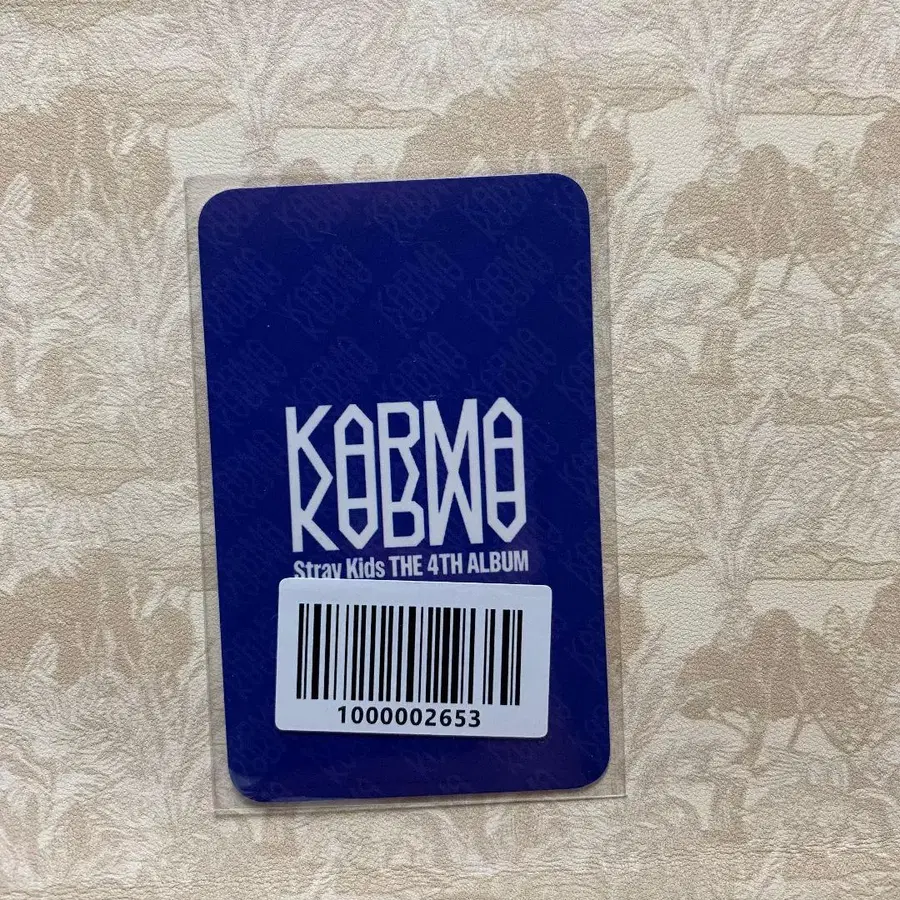 KARMA
Stray Kids THE 4TH ALBUM
1000002653